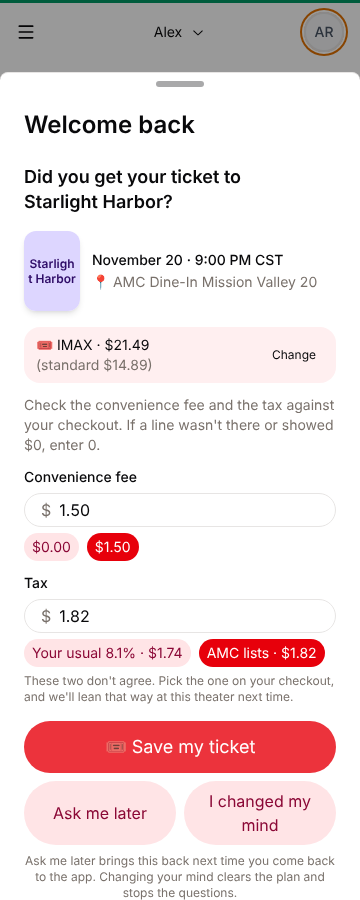 Alex
AR
Welcome back
Did you get your ticket to
Starlight Harbor?
Starligh
t Harbor
November 20 · 9:00 PM CST
📍 AMC Dine-In Mission Valley 20
🎟️ IMAX · $21.49
(standard $14.89)
Change
Check the convenience fee and the tax against
your checkout. If a line wasn't there or showed
$0, enter 0.
Convenience fee
$ 1.50
$0.00 $1.50
Tax
$ 1.82
Your usual 8.1% · $1.74 AMC lists · $1.82
These two don't agree. Pick the one on your checkout,
and we'll lean that way at this theater next time.
🎟️ Save my ticket
Ask me later
I changed my
mind
Ask me later brings this back next time you come back
to the app. Changing your mind clears the plan and
stops the questions.